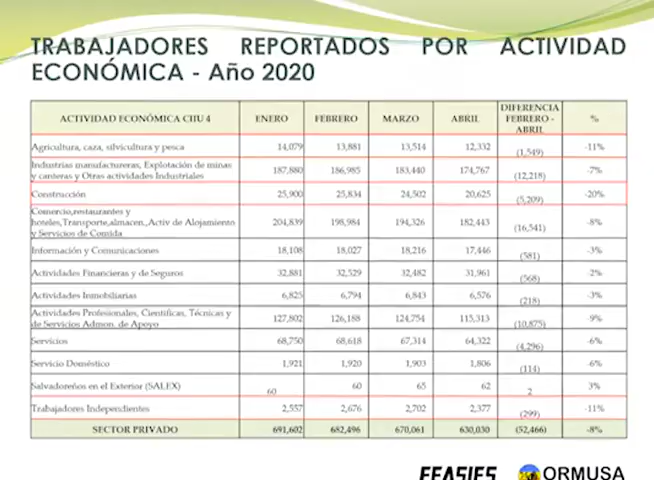 TRABAJADORES REPORTADOS POR ACTIVIDAD
ECONÓMICA - Año 2020
ACTIVIDAD ECONÓMICA CIIU 4 ENERO FEBRERO MARZO ABRIL DIFERENCIA FEBRERO - ABRIL %
Agricultura, caza, silvicultura y pesca 14,079 13,881 13,514 12,332 (1,549) -11%
Industrias manufactureras, Explotación de minas
y canteras y Otras actividades Industriales 187,880 186,985 183,440 174,767 (12,218) -7%
Construcción 25,900 25,834 24,502 20,625 (5,209) -20%
Comercio,restaurantes y
hoteles,Transporte,almacen.,Activ de Alojamiento
y Servicios de Comida 204,839 198,984 194,326 182,443 (16,541) -8%
Información y Comunicaciones 18,108 18,027 18,216 17,446 (581) -3%
Actividades Financieras y de Seguros 32,881 32,529 32,482 31,961 (568) -2%
Actividades Inmobiliarias 6,825 6,794 6,843 6,576 (218) -3%
Actividades Profesionales, Científicas, Técnicas y
de Servicios Admon. de Apoyo 127,802 126,188 124,754 115,313 (10,875) -9%
Servicios 68,750 68,618 67,314 64,322 (4,296) -6%
Servicio Doméstico 1,921 1,920 1,903 1,806 (114) -6%
Salvadoreños en el Exterior (SALEX) 60 60 65 62 2 3%
Trabajadores Independientes 2,557 2,676 2,702 2,377 (299) -11%
SECTOR PRIVADO 691,602 682,496 670,061 630,030 (52,466) -8%
FEASIES ORMUSA